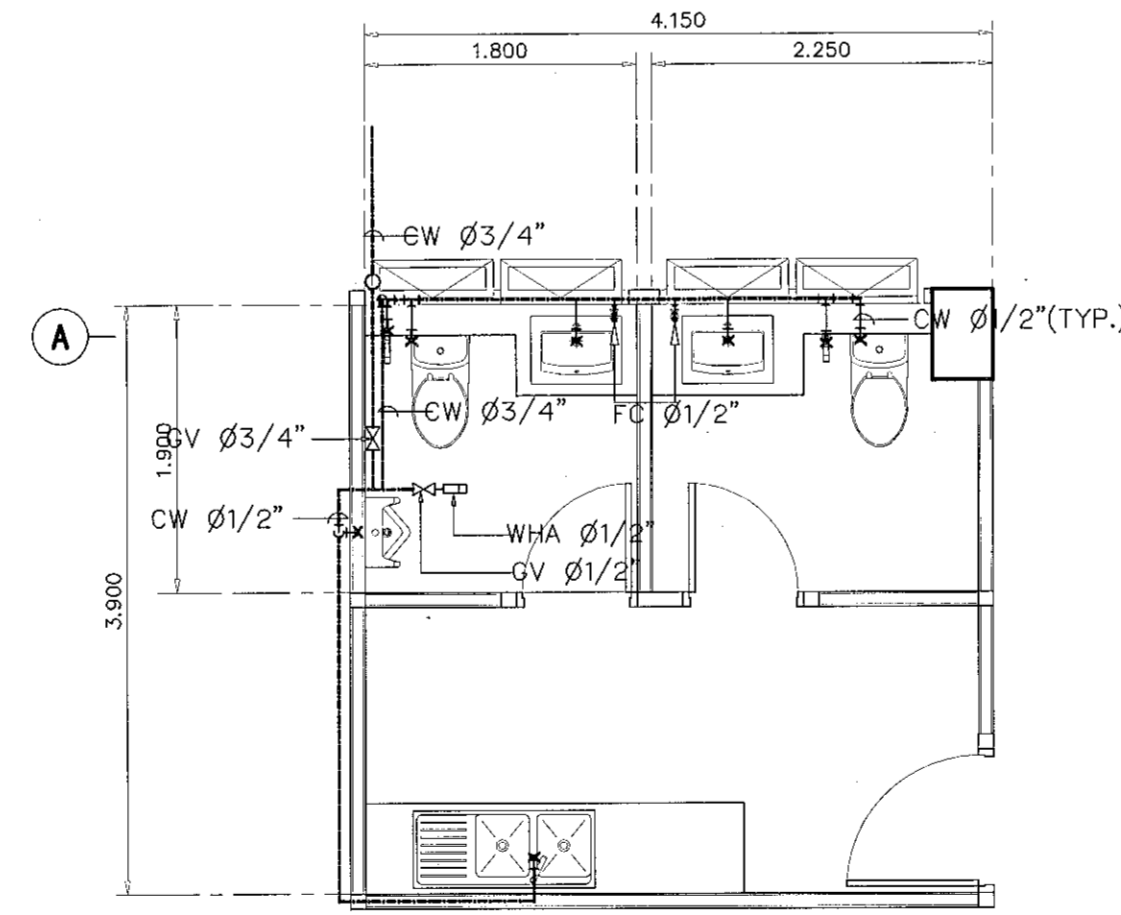 4.150
1.800
2.250
CW Ø3/4”
A
CW Ø1/2”(TYP.)
CW Ø3/4”
FC Ø1/2”
GV Ø3/4”
1.900
CW Ø1/2”
WHA Ø1/2”
GV Ø1/2”
3.900